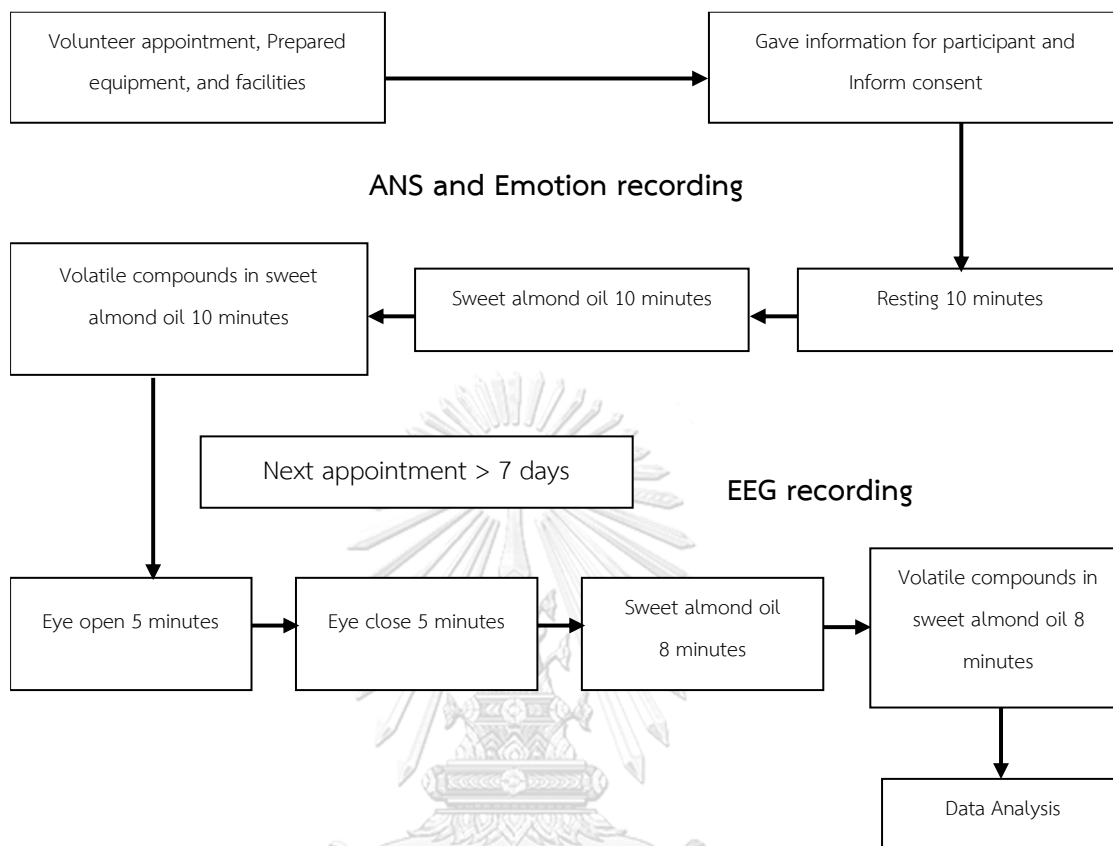 Volunteer appointment, Prepared
equipment, and facilities
Gave information for participant and
Inform consent
ANS and Emotion recording
Volatile compounds in sweet
almond oil 10 minutes
Sweet almond oil 10 minutes
Resting 10 minutes
Next appointment > 7 days
EEG recording
Eye open 5 minutes
Eye close 5 minutes
Sweet almond oil
8 minutes
Volatile compounds in
sweet almond oil 8
minutes
Data Analysis